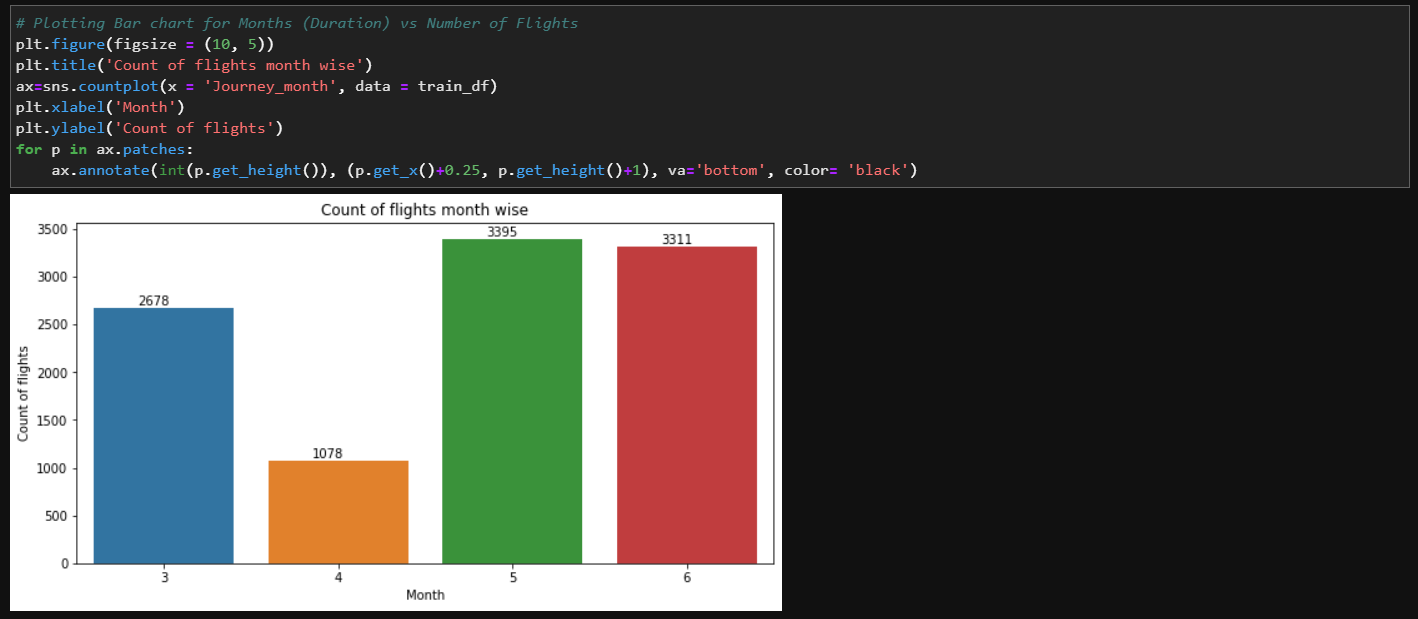 # Plotting Bar chart for Months (Duration) vs Number of Flights
plt.figure(figsize = (10, 5))
plt.title('Count of flights month wise')
ax=sns.countplot(x = 'Journey_month', data = train_df)
plt.xlabel('Month')
plt.ylabel('Count of flights')
for p in ax.patches:
    ax.annotate(int(p.get_height()), (p.get_x()+0.25, p.get_height()+1), va='bottom', color= 'black')
Count of flights month wise
3500
3000
2500
2000
1500
1000
500
0
Count of flights
2678
1078
3395
3311
3 4 5 6
Month